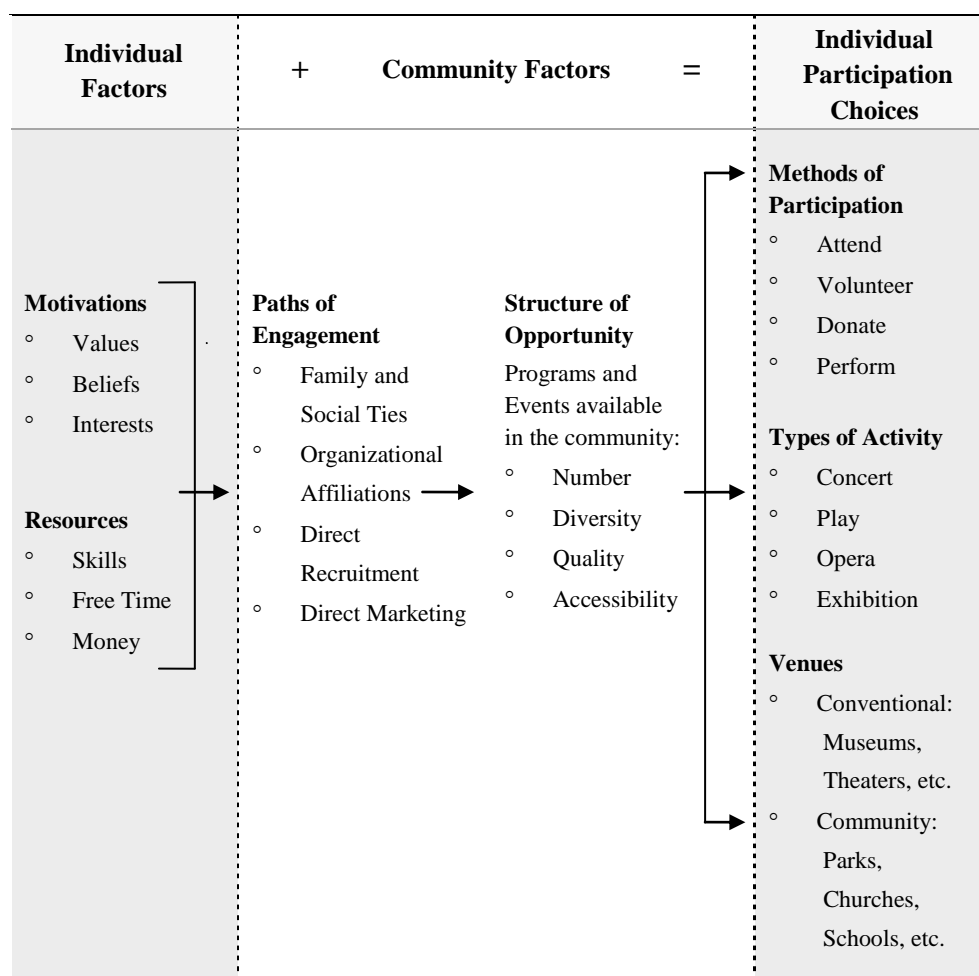 Individual
Factors
+ Community Factors =
Individual
Participation
Choices
Motivations
° Values
° Beliefs
° Interests
Resources
° Skills
° Free Time
° Money
Paths of
Engagement
° Family and
Social Ties
° Organizational
Affiliations
° Direct
Recruitment
° Direct Marketing
Structure of
Opportunity
Programs and
Events available
in the community:
° Number
° Diversity
° Quality
° Accessibility
Methods of
Participation
° Attend
° Volunteer
° Donate
° Perform
Types of Activity
° Concert
° Play
° Opera
° Exhibition
Venues
° Conventional:
Museums,
Theaters, etc.
° Community:
Parks,
Churches,
Schools, etc.